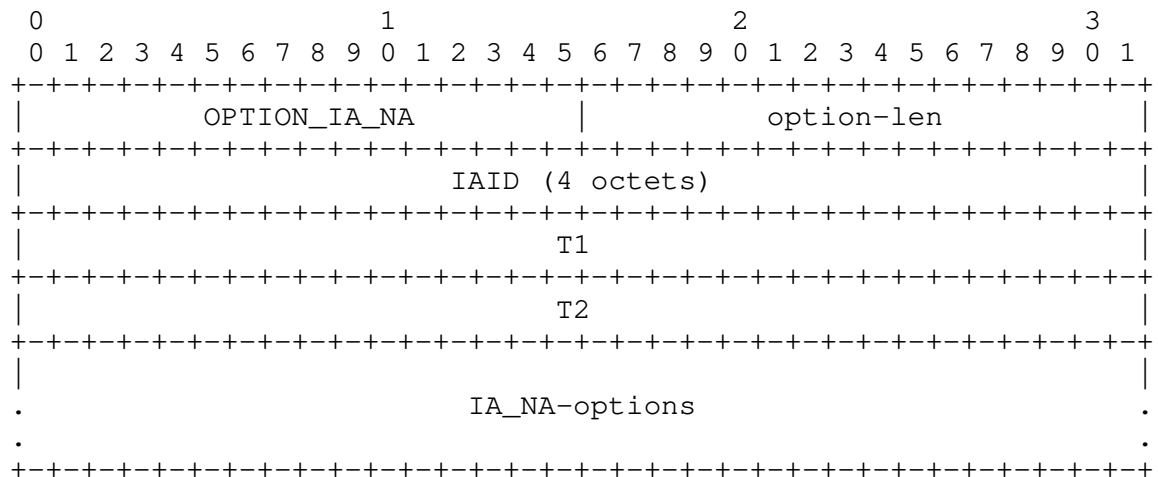 0                   1                   2                   3
 0 1 2 3 4 5 6 7 8 9 0 1 2 3 4 5 6 7 8 9 0 1 2 3 4 5 6 7 8 9 0 1
+-+-+-+-+-+-+-+-+-+-+-+-+-+-+-+-+-+-+-+-+-+-+-+-+-+-+-+-+-+-+-+-+
|          OPTION_IA_NA         |          option-len           |
+-+-+-+-+-+-+-+-+-+-+-+-+-+-+-+-+-+-+-+-+-+-+-+-+-+-+-+-+-+-+-+-+
|                        IAID (4 octets)                        |
+-+-+-+-+-+-+-+-+-+-+-+-+-+-+-+-+-+-+-+-+-+-+-+-+-+-+-+-+-+-+-+-+
|                              T1                               |
+-+-+-+-+-+-+-+-+-+-+-+-+-+-+-+-+-+-+-+-+-+-+-+-+-+-+-+-+-+-+-+-+
|                              T2                               |
+-+-+-+-+-+-+-+-+-+-+-+-+-+-+-+-+-+-+-+-+-+-+-+-+-+-+-+-+-+-+-+-+
|                                                               |
.                         IA_NA-options                         .
.                                                               .
+-+-+-+-+-+-+-+-+-+-+-+-+-+-+-+-+-+-+-+-+-+-+-+-+-+-+-+-+-+-+-+-+